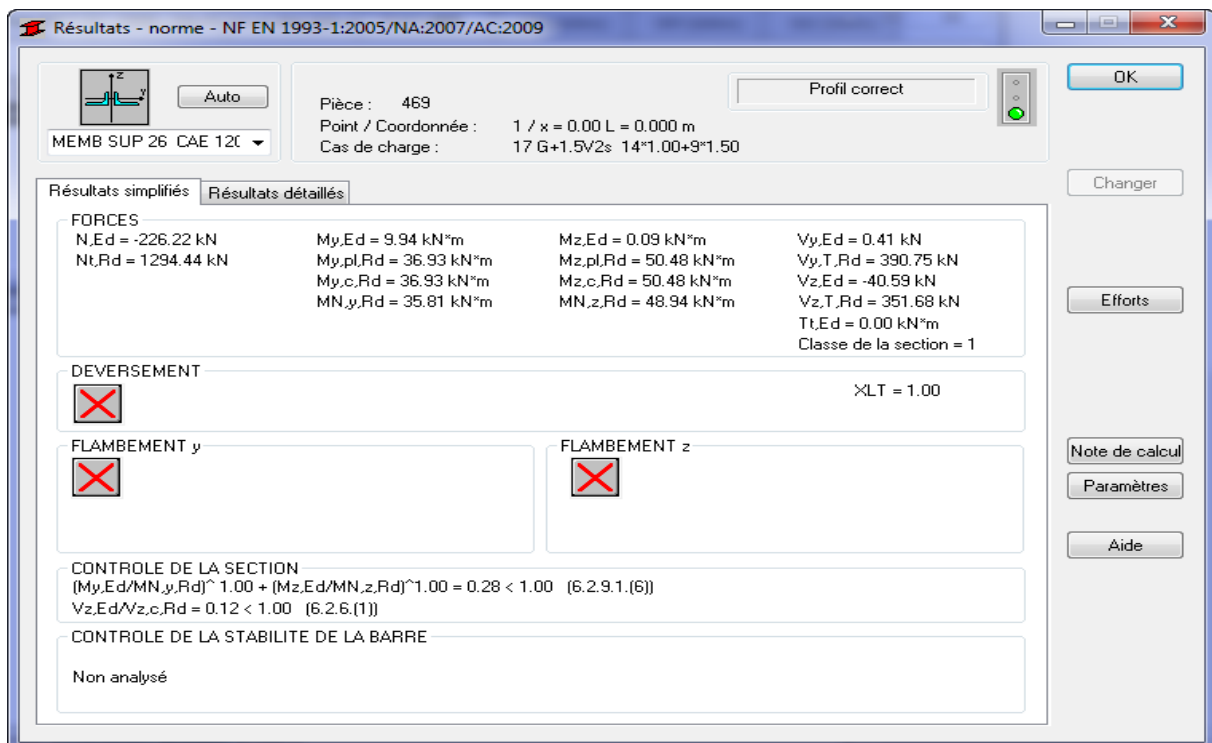 Résultats - norme - NF EN 1993-1:2005/NA:2007/AC:2009
z
y
Auto
MEMB SUP 26 CAE 120
Pièce : 469
Point / Coordonnée : 1 / x = 0.00 L = 0.000 m
Cas de charge : 17 G+1.5V2s 14*1.00+9*1.50
Profil correct
OK
Changer
Efforts
Note de calcul
Paramètres
Aide
Résultats simplifiés
Résultats détaillés
FORCES
N,Ed = -226.22 kN My,Ed = 9.94 kN*m Mz,Ed = 0.09 kN*m Vy,Ed = 0.41 kN
Nt,Rd = 1294.44 kN My,pl,Rd = 36.93 kN*m Mz,pl,Rd = 50.48 kN*m Vy,T,Rd = 390.75 kN
My,c,Rd = 36.93 kN*m Mz,c,Rd = 50.48 kN*m Vz,Ed = -40.59 kN
MN,y,Rd = 35.81 kN*m MN,z,Rd = 48.94 kN*m Vz,T,Rd = 351.68 kN
Tt,Ed = 0.00 kN*m
Classe de la section = 1
DEVERSEMENT
XLT = 1.00
FLAMBEMENT y
FLAMBEMENT z
CONTROLE DE LA SECTION
(My,Ed/MN,y,Rd)^ 1.00 + (Mz,Ed/MN,z,Rd)^1.00 = 0.28 < 1.00 (6.2.9.1.(6))
Vz,Ed/Vz,c,Rd = 0.12 < 1.00 (6.2.6.(1))
CONTROLE DE LA STABILITE DE LA BARRE
Non analysé